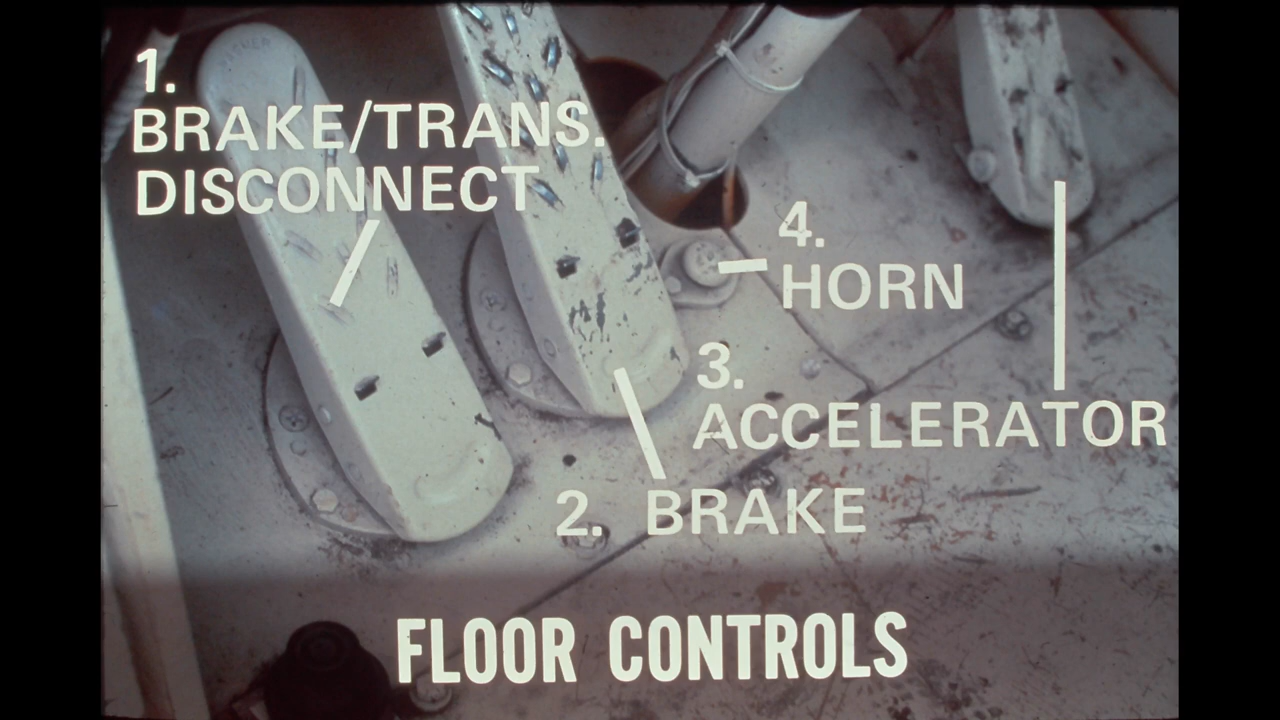 1.
BRAKE/TRANS.
DISCONNECT
4.
HORN
3.
ACCELERATOR
2. BRAKE
FLOOR CONTROLS